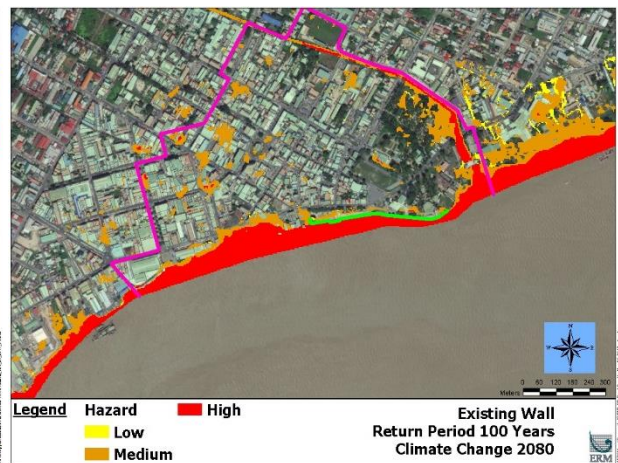 N
W E
S
Meters
0 60 120 180 240 300
Legend Hazard High
Low
Medium
Existing Wall
Return Period 100 Years
Climate Change 2080
ERM